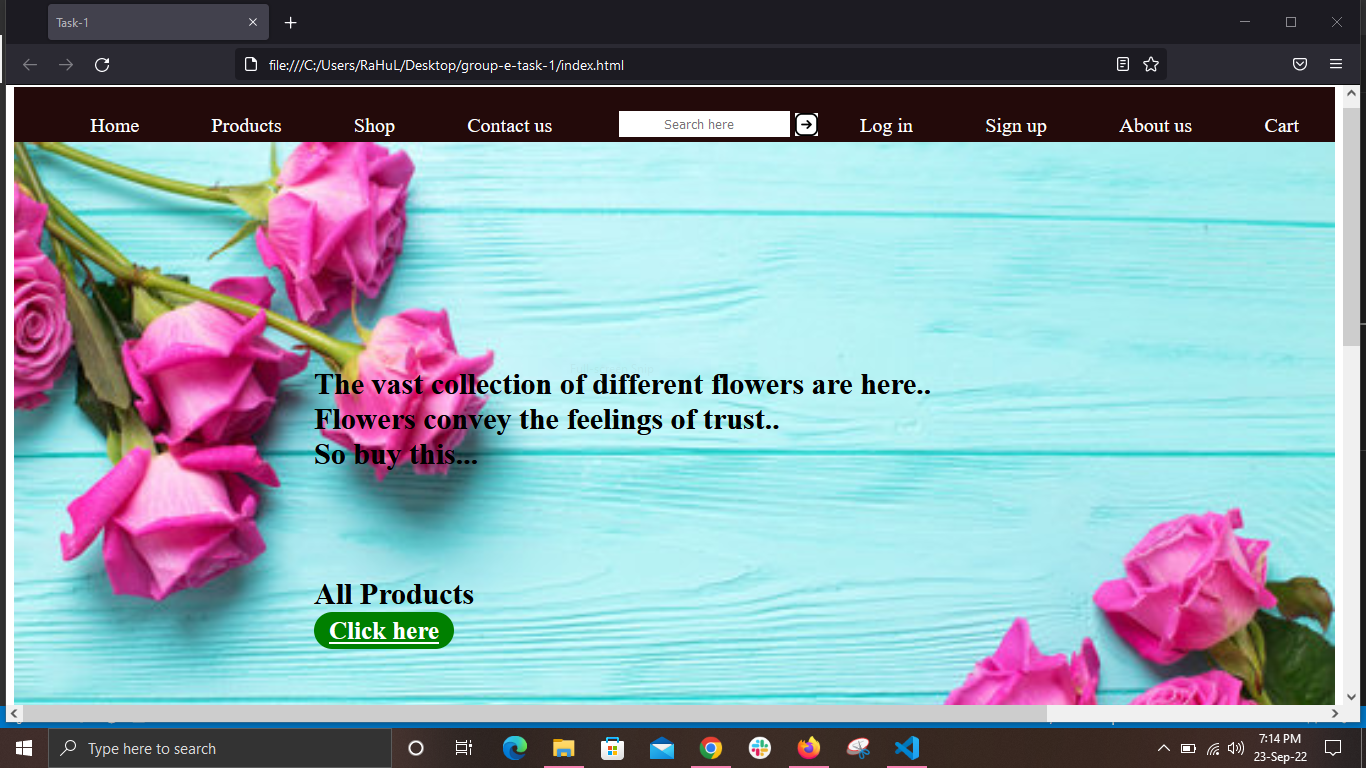 Task-1
file:///C:/Users/RaHuL/Desktop/group-e-task-1/index.html
Home Products Shop Contact us Search here Log in Sign up About us Cart
The vast collection of different flowers are here..
Flowers convey the feelings of trust..
So buy this...
All Products
Click here
Type here to search
7:14 PM
23-Sep-22